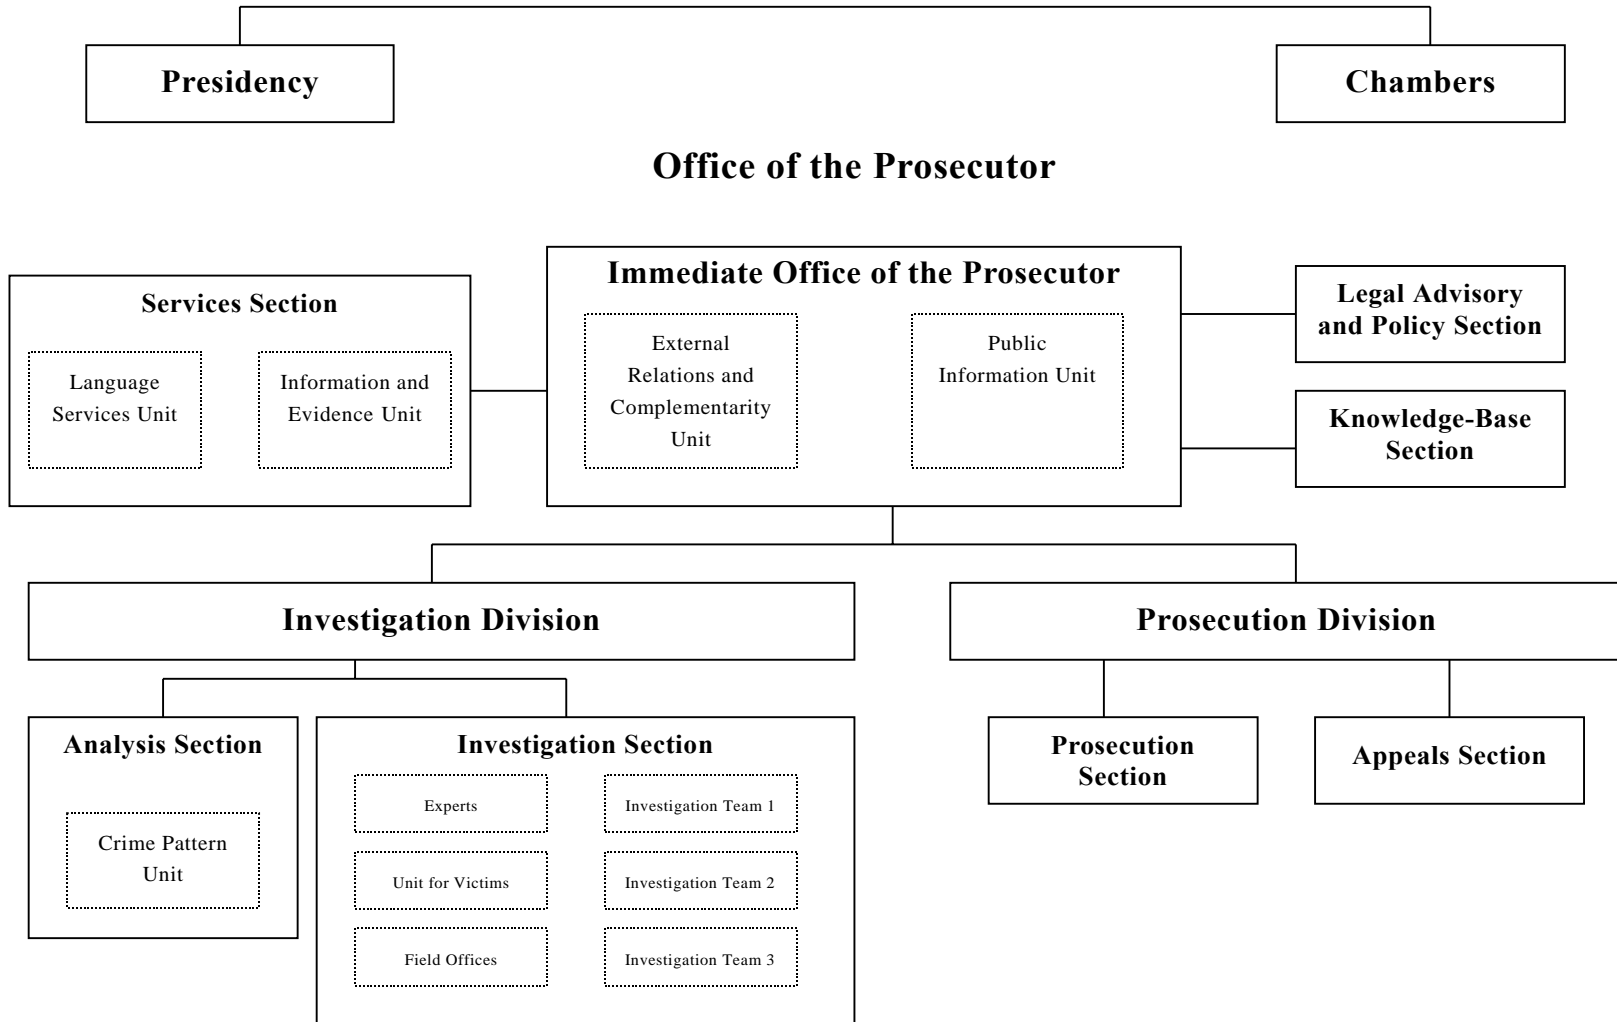 Presidency
Chambers
Office of the Prosecutor
Services Section
Language
Services Unit
Information and
Evidence Unit
Immediate Office of the Prosecutor
External
Relations and
Complementarity
Unit
Public
Information Unit
Legal Advisory
and Policy Section
Knowledge-Base
Section
Investigation Division
Prosecution Division
Analysis Section
Crime Pattern
Unit
Investigation Section
Experts
Investigation Team 1
Unit for Victims
Investigation Team 2
Field Offices
Investigation Team 3
Prosecution
Section
Appeals Section